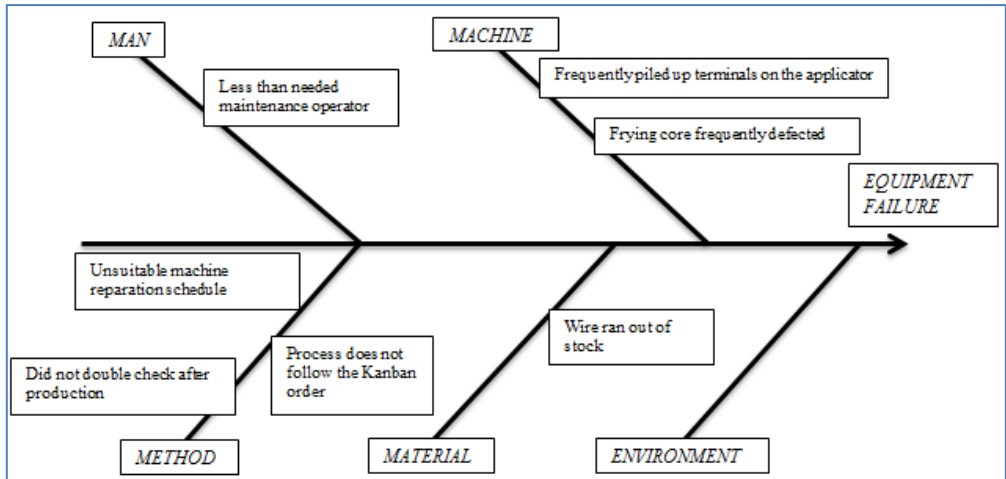 MAN
MACHINE
Less than needed
maintenance operator
Frequently piled up terminals on the applicator
Frying core frequently defected
EQUIPMENT
FAILURE
Unsuitable machine
reparation schedule
Did not double check after
production
Process does not
follow the Kanban
order
Wire ran out of
stock
METHOD
MATERIAL
ENVIRONMENT